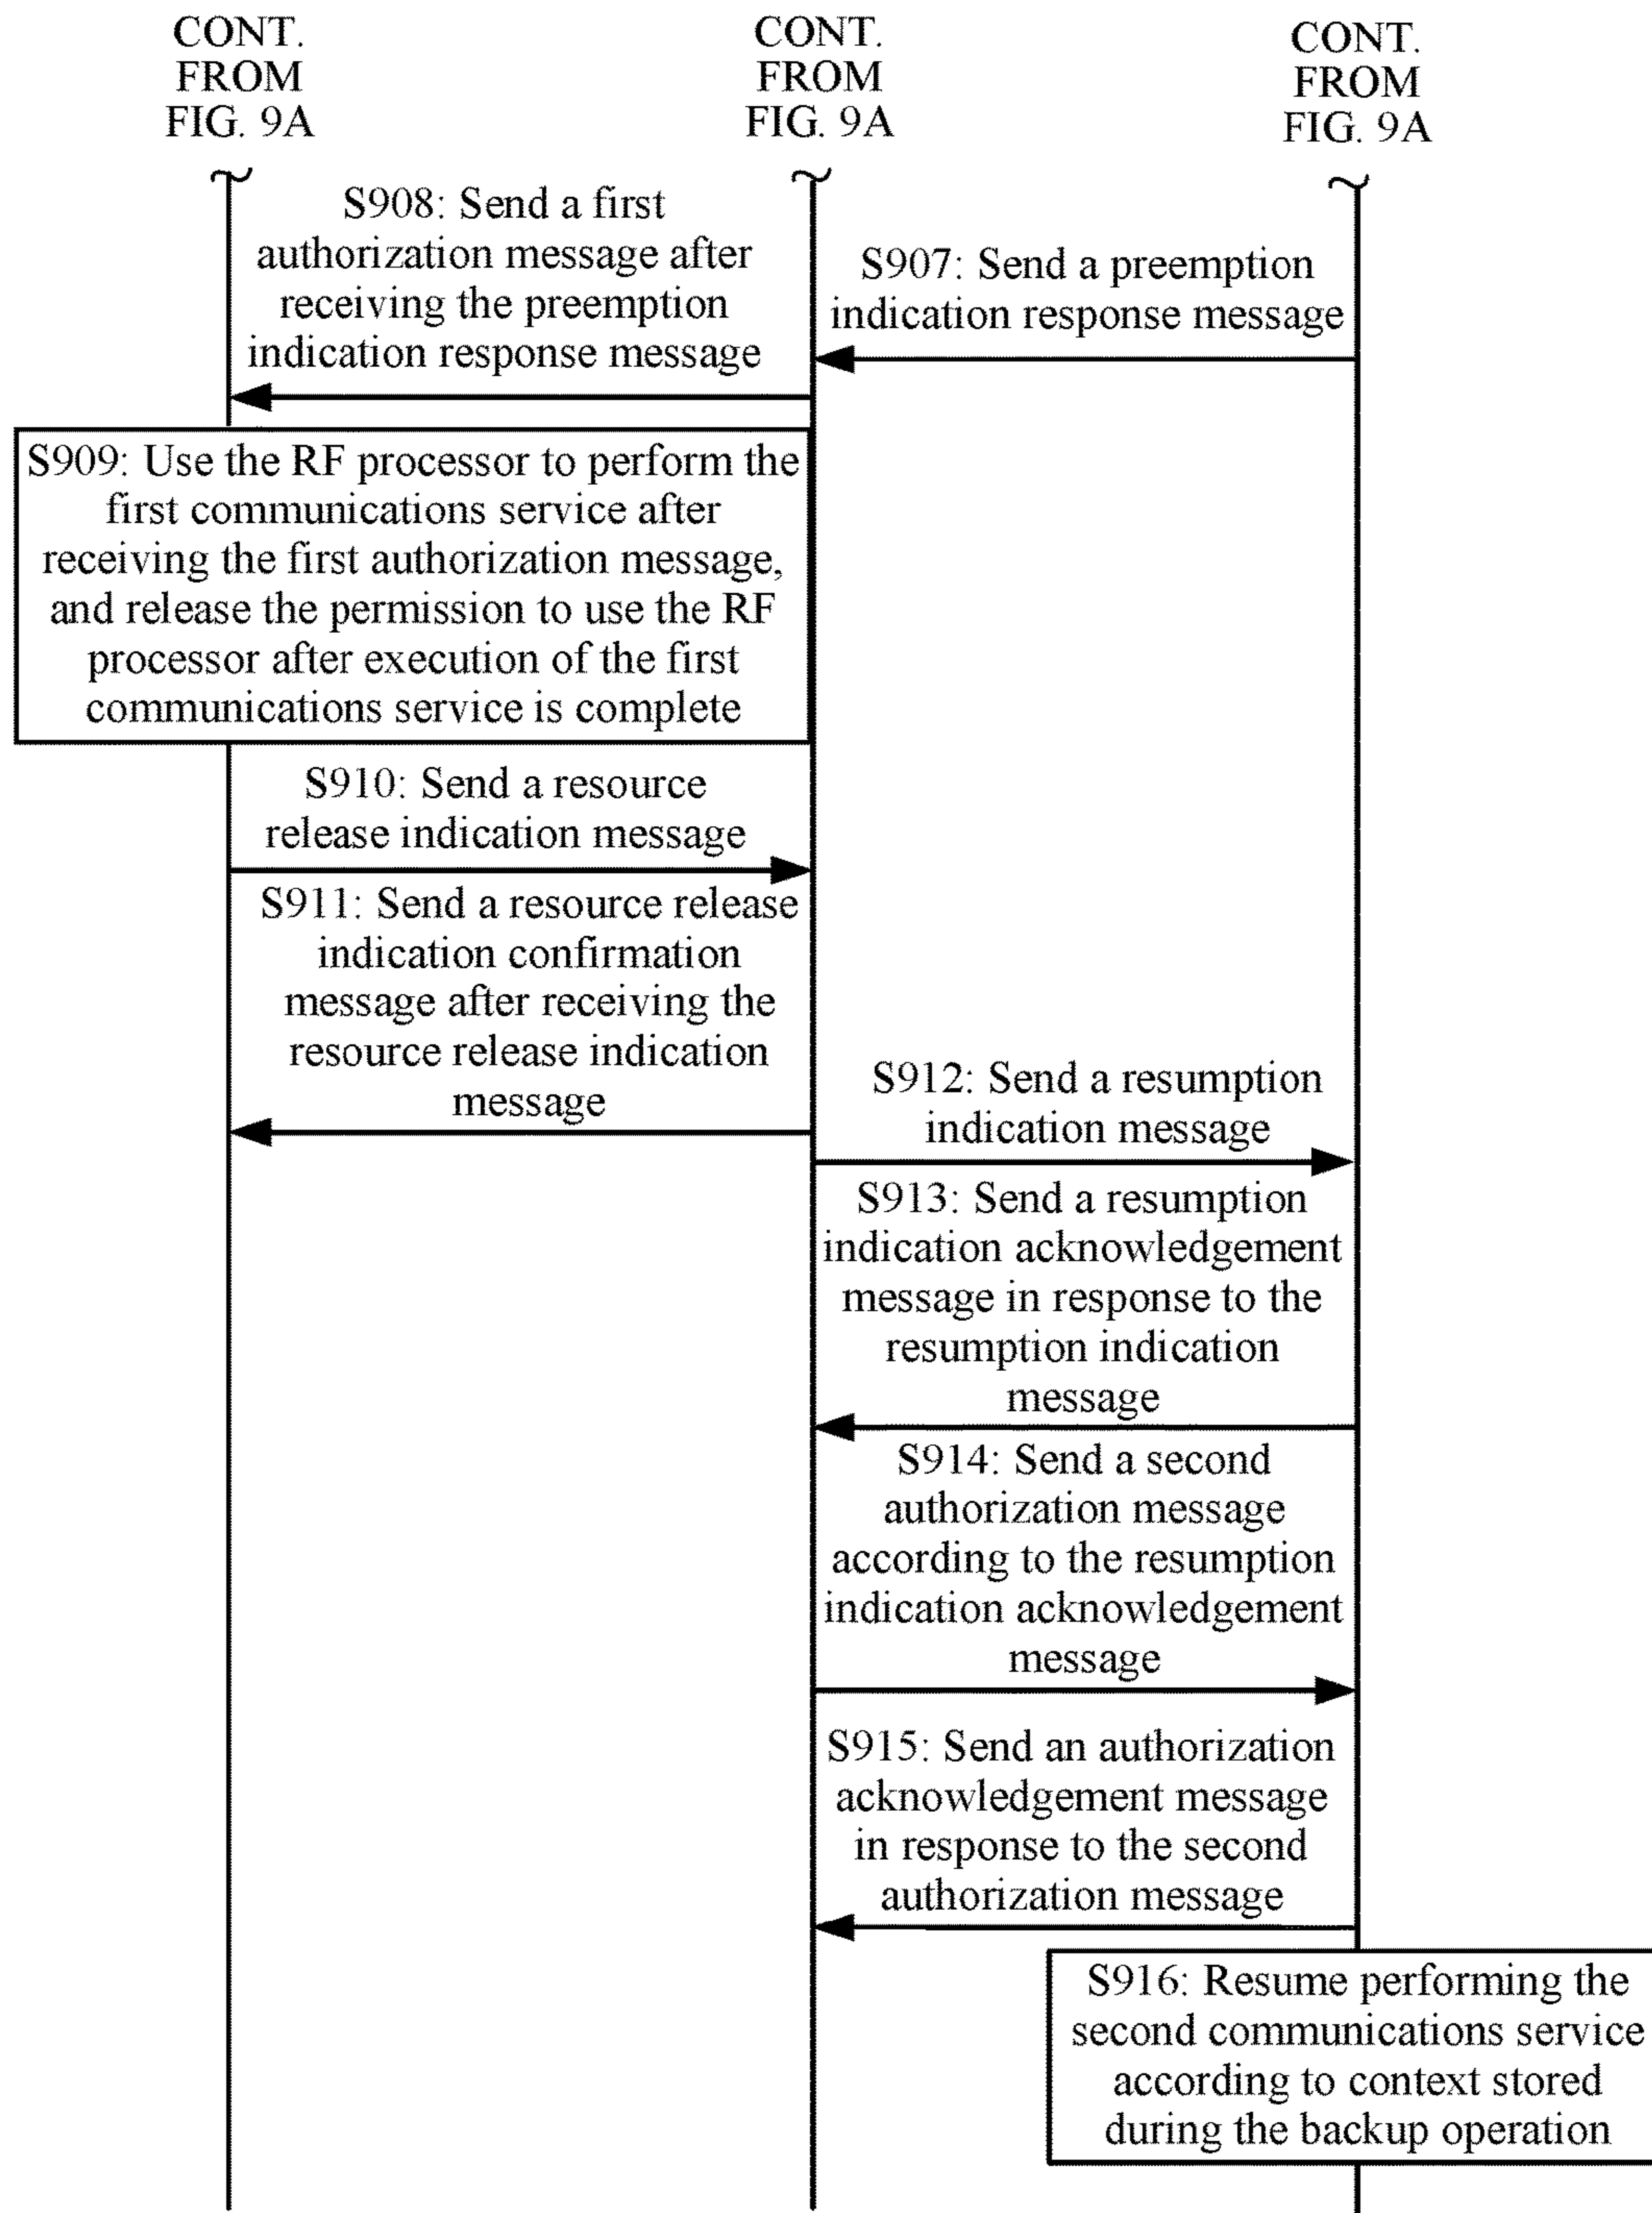 CONT.
FROM
FIG. 9A
CONT.
FROM
FIG. 9A
CONT.
FROM
FIG. 9A
S908: Send a first
authorization message after
receiving the preemption
indication response message
S907: Send a preemption
indication response message
S909: Use the RF processor to perform the
first communications service after
receiving the first authorization message,
and release the permission to use the RF
processor after execution of the first
communications service is complete
S910: Send a resource
release indication message
S911: Send a resource release
indication confirmation
message after receiving the
resource release indication
message
S912: Send a resumption
indication message
S913: Send a resumption
indication acknowledgement
message in response to the
resumption indication
message
S914: Send a second
authorization message
according to the resumption
indication acknowledgement
message
S915: Send an authorization
acknowledgement message
in response to the second
authorization message
S916: Resume performing the
second communications service
according to context stored
during the backup operation